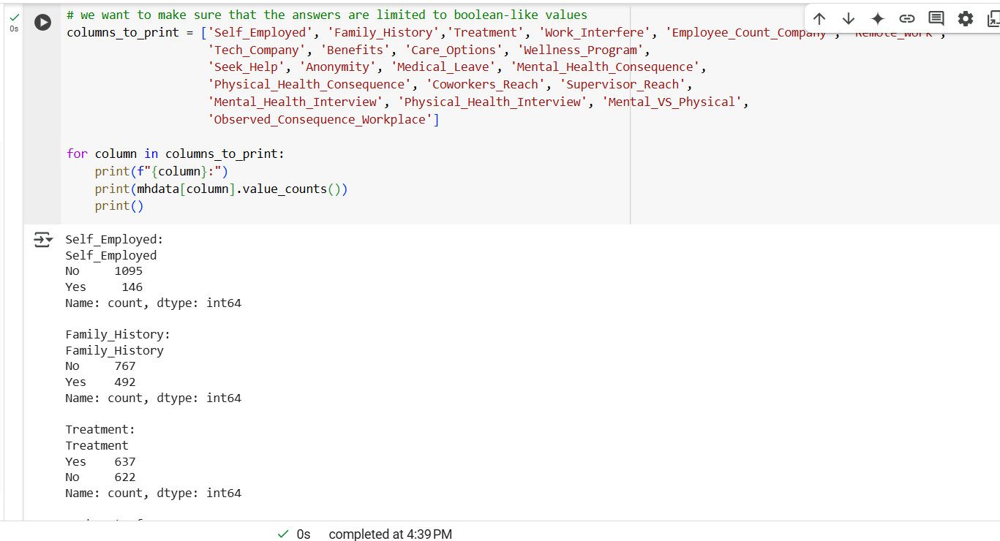 # we want to make sure that the answers are limited to boolean-like values
0s
columns_to_print = ['Self_Employed', 'Family_History','Treatment', 'Work_Interfere', 'Employee_Count_Company', 'Remote_Work',
'Tech_Company', 'Benefits', 'Care_Options', 'Wellness_Program',
'Seek_Help', 'Anonymity', 'Medical_Leave', 'Mental_Health_Consequence',
'Physical_Health_Consequence', 'Coworkers_Reach', 'Supervisor_Reach',
'Mental_Health_Interview', 'Physical_Health_Interview', 'Mental_VS_Physical',
'Observed_Consequence_Workplace']
for column in columns_to_print:
print(f"{column}:")
print(mhdata[column].value_counts())
print()
Self_Employed:
Self_Employed
No 1095
Yes 146
Name: count, dtype: int64
Family_History:
Family_History
No 767
Yes 492
Name: count, dtype: int64
Treatment:
Treatment
Yes 637
No 622
Name: count, dtype: int64
0s completed at 4:39 PM